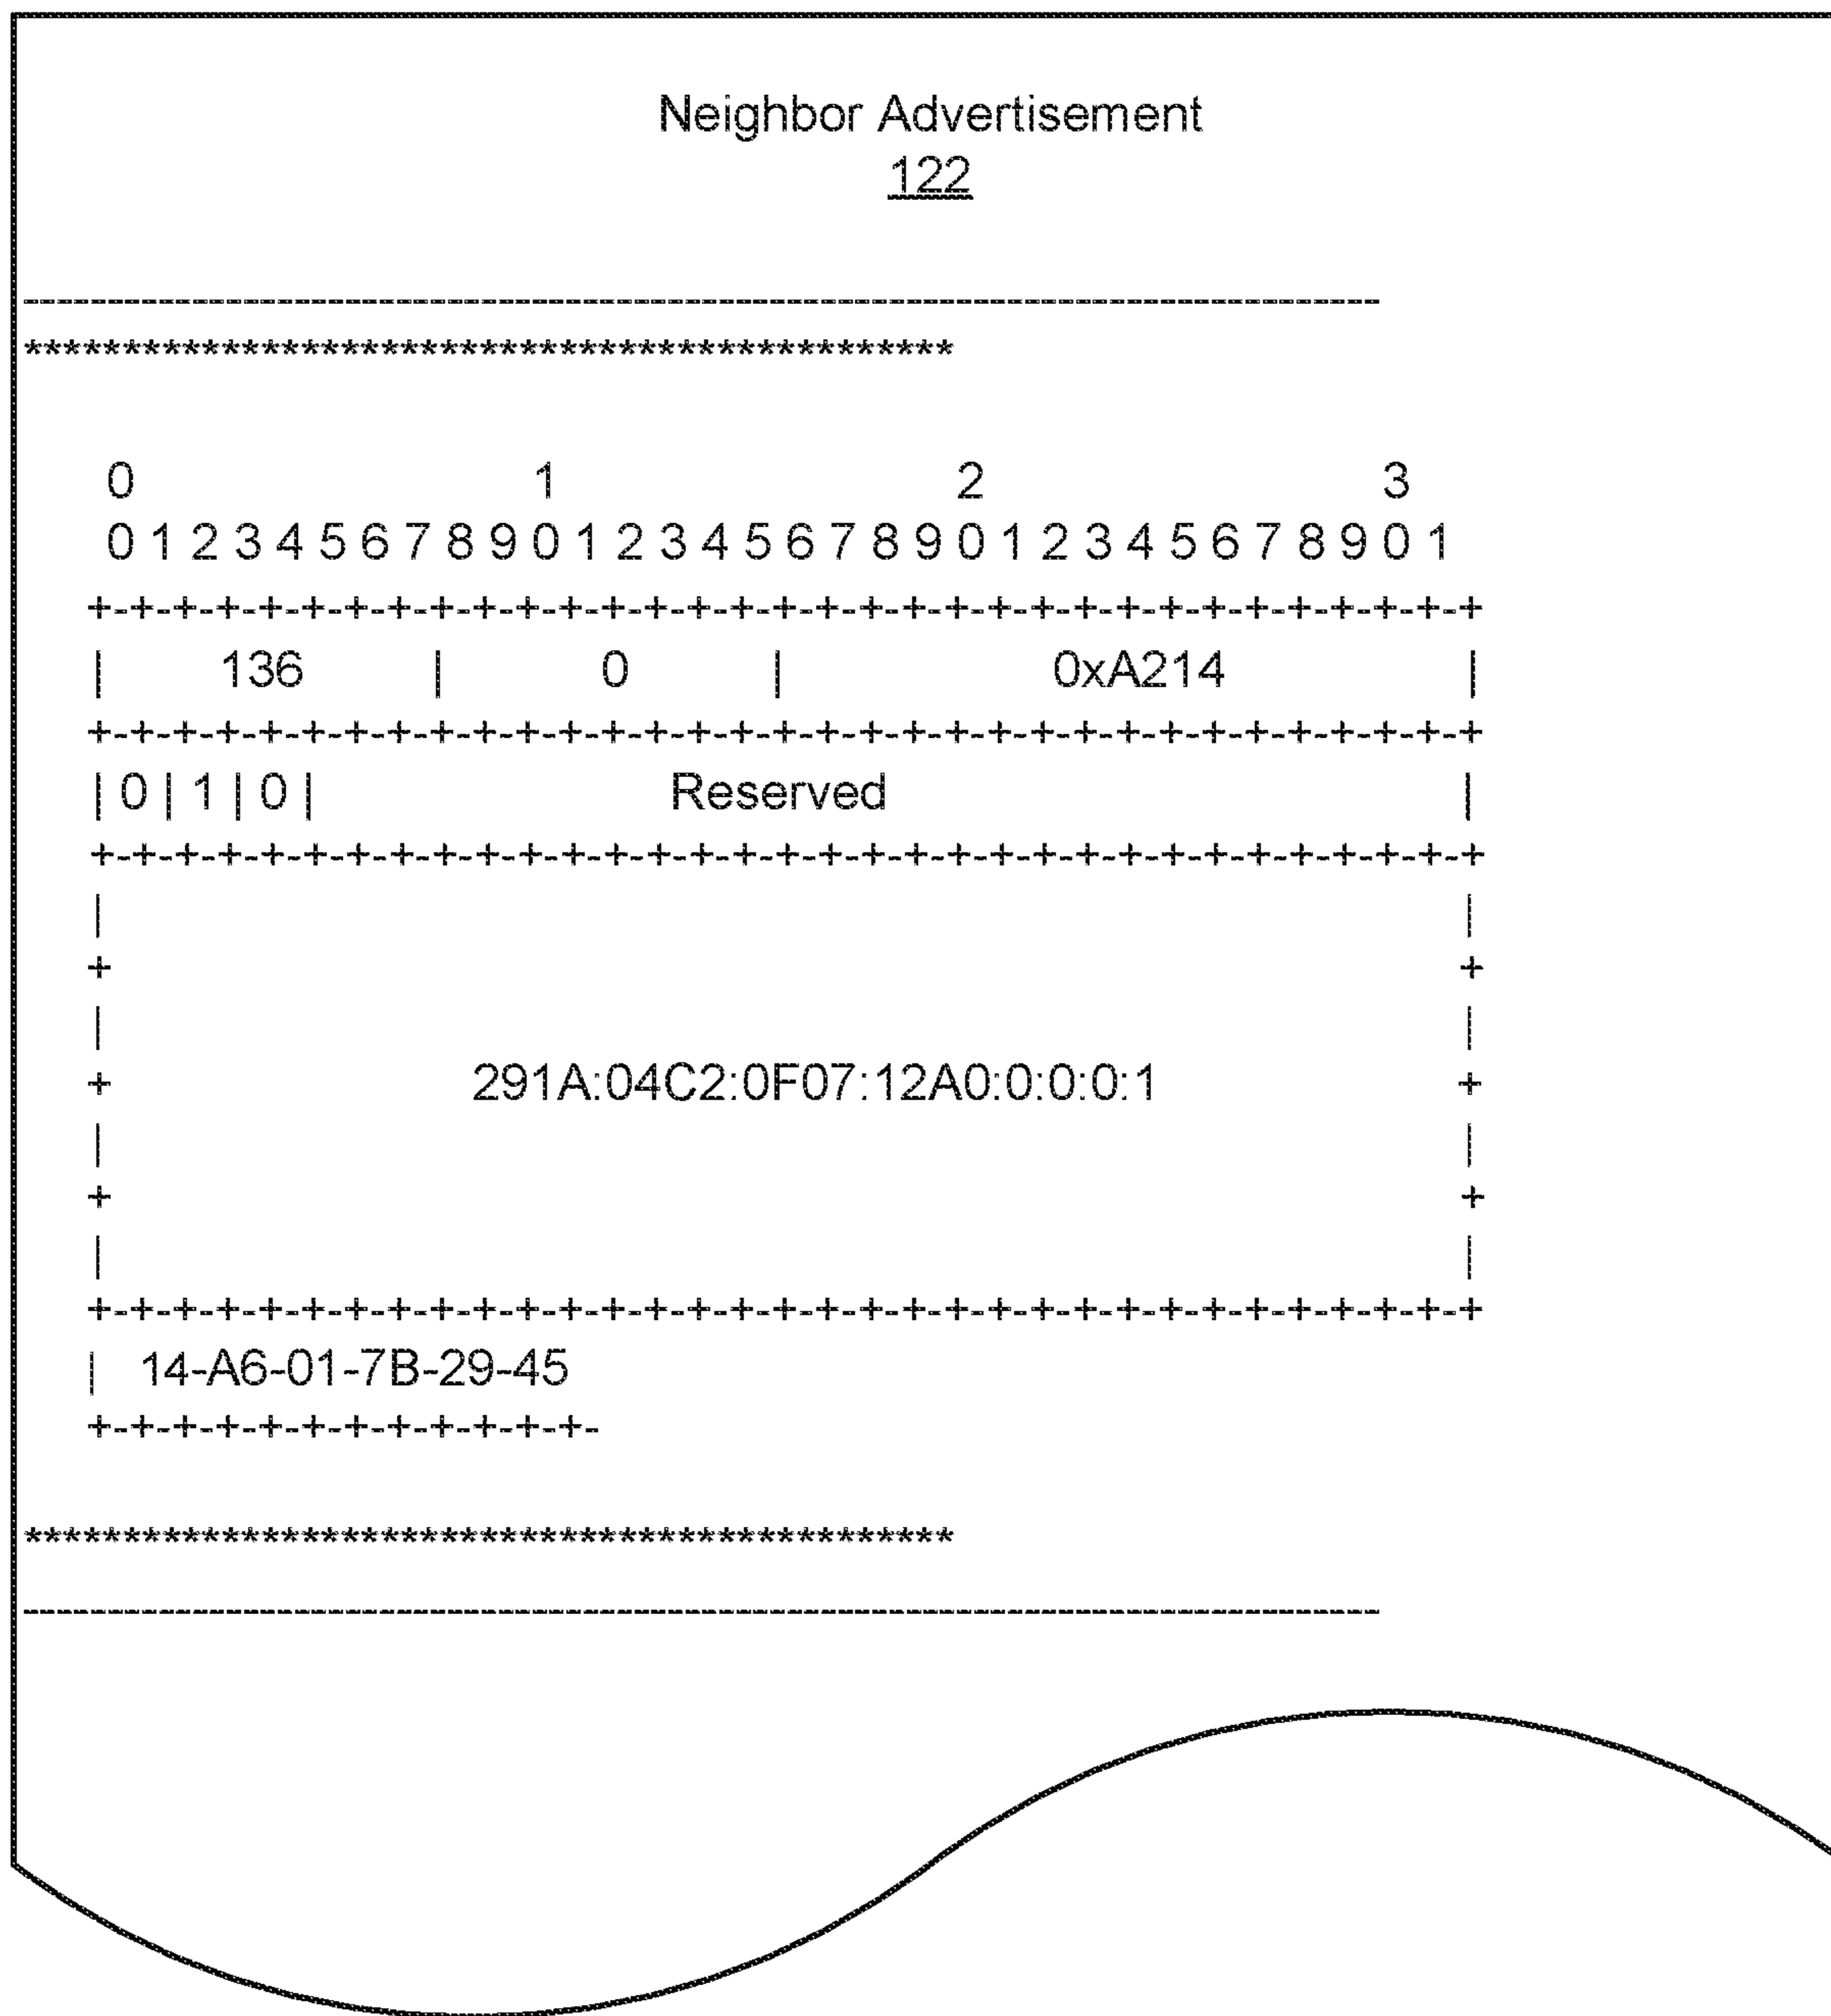 Neighbor Advertisement
122
--------------------------------------------------------------------------------
***********************************************
0 1 2 3
0 1 2 3 4 5 6 7 8 9 0 1 2 3 4 5 6 7 8 9 0 1 2 3 4 5 6 7 8 9 0 1
+-+-+-+-+-+-+-+-+-+-+-+-+-+-+-+-+-+-+-+-+-+-+-+-+-+-+-+-+-+-+-+-+
| 136 | 0 | 0xA214 |
+-+-+-+-+-+-+-+-+-+-+-+-+-+-+-+-+-+-+-+-+-+-+-+-+-+-+-+-+-+-+-+-+
| 0 | 1 | 0 | Reserved |
+-+-+-+-+-+-+-+-+-+-+-+-+-+-+-+-+-+-+-+-+-+-+-+-+-+-+-+-+-+-+-+-+
| |
+ +
| |
+ 291A:04C2:0F07:12A0:0:0:0:1 +
| |
+ +
| |
+-+-+-+-+-+-+-+-+-+-+-+-+-+-+-+-+-+-+-+-+-+-+-+-+-+-+-+-+-+-+-+-+
| 14-A6-01-7B-29-45
+-+-+-+-+-+-+-+-+-+-+-+-
***********************************************
--------------------------------------------------------------------------------